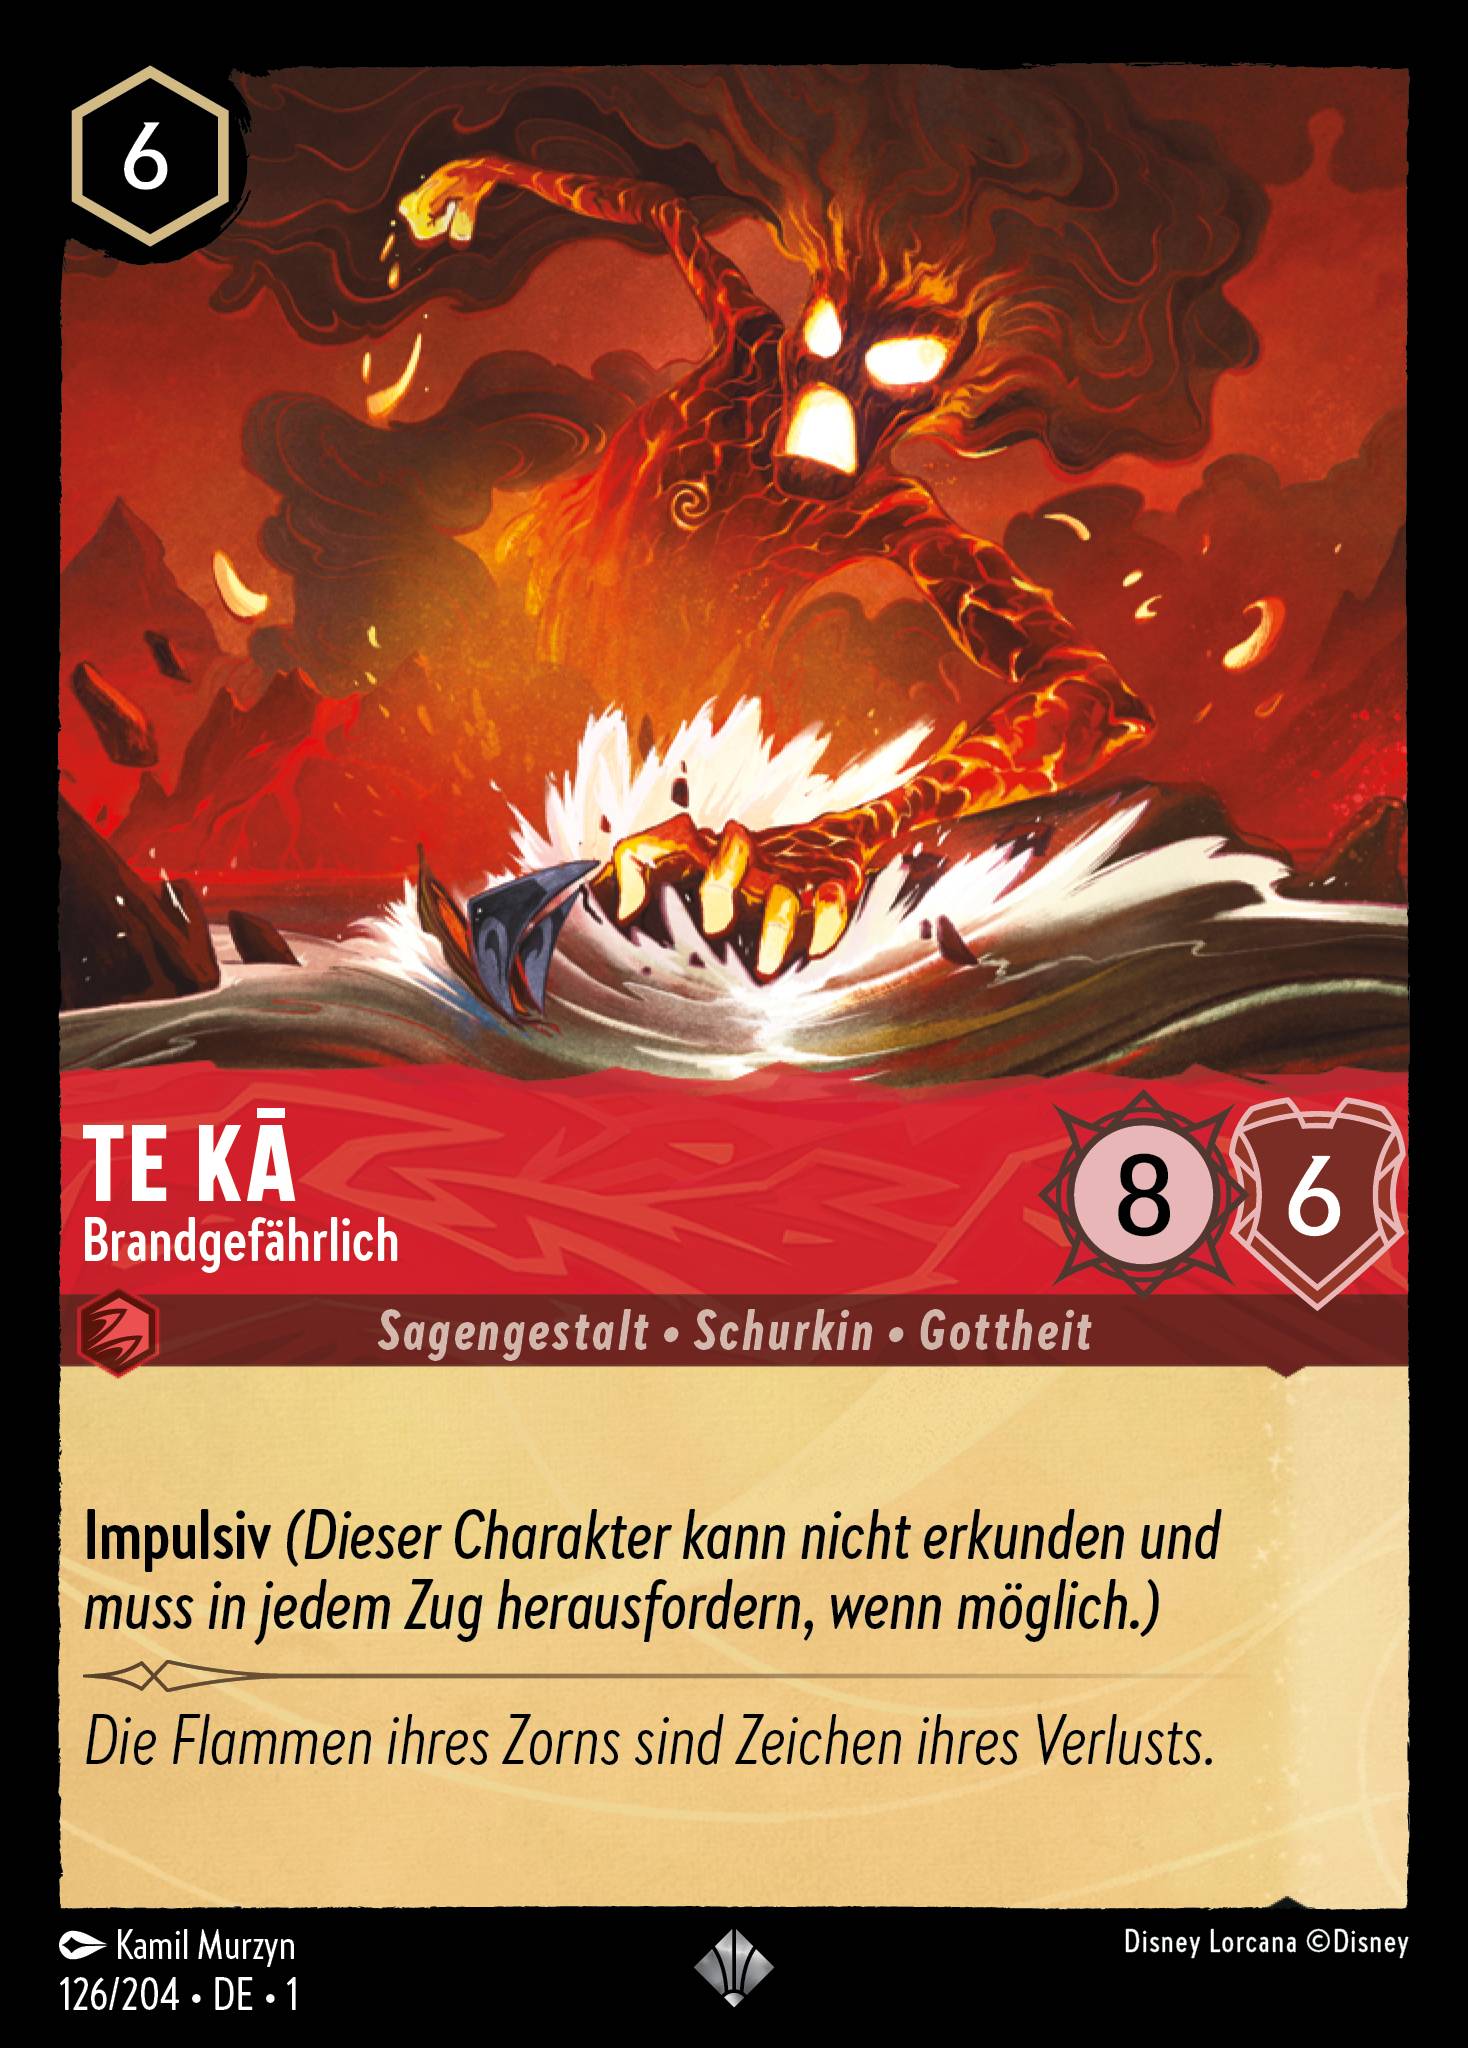 6
TE KĀ
Brandgefährlich
8
6
Sagengestalt • Schurkin • Gottheit
Impulsiv (Dieser Charakter kann nicht erkunden und
muss in jedem Zug herausfordern, wenn möglich.)
Die Flammen ihres Zorns sind Zeichen ihres Verlusts.
Kamil Murzyn
126/204 • DE • 1
Disney Lorcana ©Disney